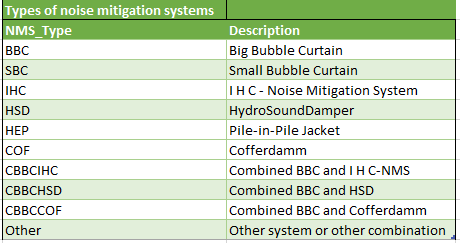 Types of noise mitigation systems
NMS_Type Description
BBC Big Bubble Curtain
SBC Small Bubble Curtain
IHC I H C - Noise Mitigation System
HSD HydroSoundDamper
HEP Pile-in-Pile Jacket
COF Cofferdamm
CBBCIHC Combined BBC and I H C-NMS
CBBCHSD Combined BBC and HSD
CBBCCOF Combined BBC and Cofferdamm
Other Other system or other combination